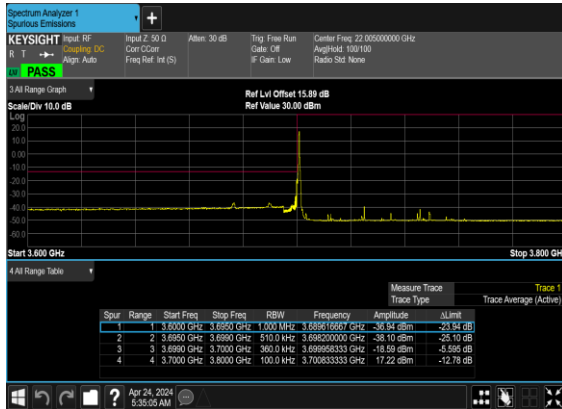 Spectrum Analyzer 1
Spurious Emissions
+
KEYSIGHT Input: RF Input Z: 50 Ω Atten: 30 dB Trig: Free Run Center Freq: 22.005000000 GHz
R T Coupling: DC Corr CCorr Gate: Off Avg|Hold: 100/100
Align: Auto Freq Ref: Int (S) IF Gain: Low Radio Std: None
PASS
3 All Range Graph Ref Lvl Offset 15.89 dB
Scale/Div 10.0 dB Ref Value 30.00 dBm
Log
20.0
10.0
0.00
-10.0
-20.0
-30.0
-40.0
-50.0
-60.0
Start 3.600 GHz Stop 3.800 GH
4 All Range Table
Measure Trace Trace 1
Trace Type Trace Average (Active)
Spur Range Start Freq Stop Freq RBW Frequency Amplitude ΔLimit
1 1 3.6000 GHz 3.6950 GHz 1.000 MHz 3.689616667 GHz -36.94 dBm -23.94 dB
2 2 3.6950 GHz 3.6990 GHz 510.0 kHz 3.698200000 GHz -38.10 dBm -25.10 dB
3 3 3.6990 GHz 3.7000 GHz 360.0 kHz 3.699958333 GHz -18.59 dBm -5.595 dB
4 4 3.7000 GHz 3.8000 GHz 100.0 kHz 3.700833333 GHz 17.22 dBm -12.78 dB
? Apr 24, 2024
5:35:05 AM